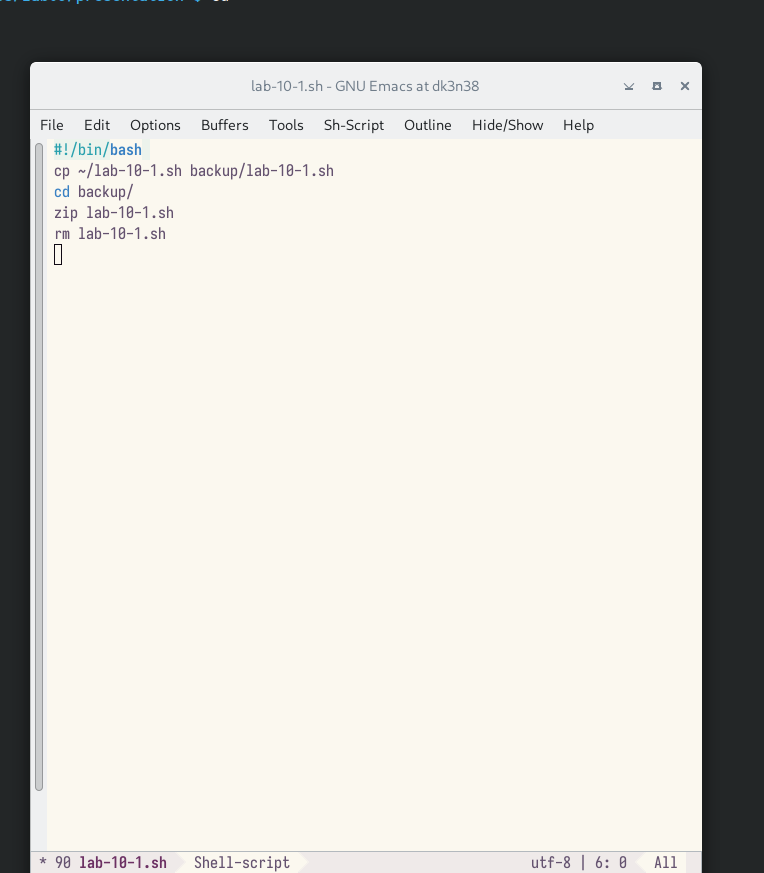 lab-10-1.sh - GNU Emacs at dk3n38
File Edit Options Buffers Tools Sh-Script Outline Hide/Show Help
#!/bin/bash
cp ~/lab-10-1.sh backup/lab-10-1.sh
cd backup/
zip lab-10-1.sh
rm lab-10-1.sh
* 90 lab-10-1.sh Shell-script utf-8 | 6: 0 All